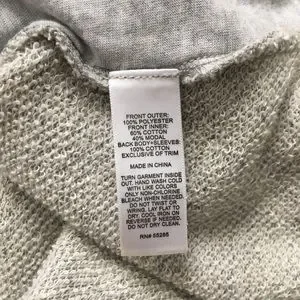 FRONT OUTER:
100% POLYESTER
FRONT INNER:
60% COTTON
40% MODAL
BACK BODY+SLEEVES:
100% COTTON
EXCLUSIVE OF TRIM
MADE IN CHINA
TURN GARMENT INSIDE
OUT. HAND WASH COLD
WITH LIKE COLORS
ONLY NON-CHLORINE
BLEACH WHEN NEEDED.
DO NOT TWIST OR
WRING. LAY FLAT TO
DRY. COOL IRON ON
REVERSE IF NEEDED.
DO NOT DRY CLEAN.
RN# 55285